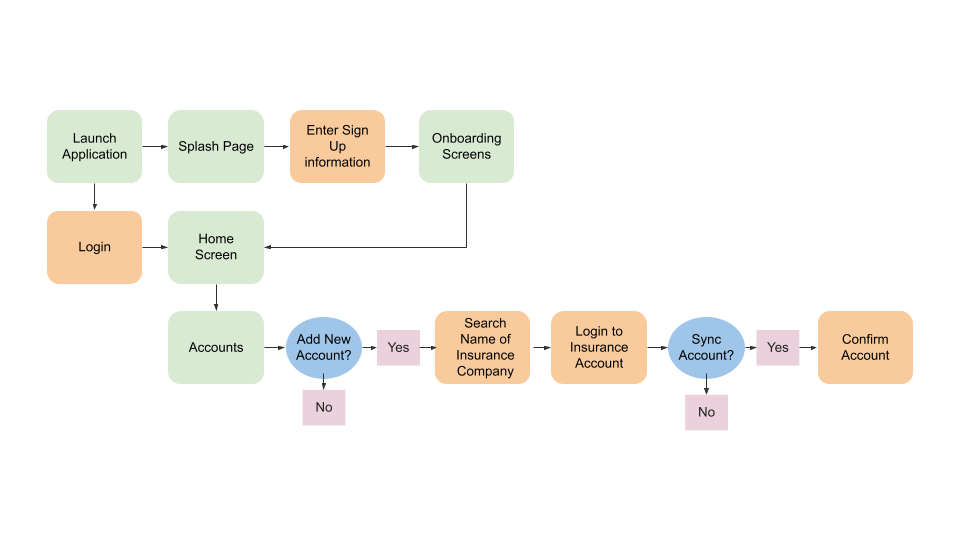 Launch
Application
Splash Page
Enter Sign
Up
information
Onboarding
Screens
Login
Home
Screen
Accounts
Add New
Account?
Yes
No
Search
Name of
Insurance
Company
Login to
Insurance
Account
Sync
Account?
Yes
No
Confirm
Account